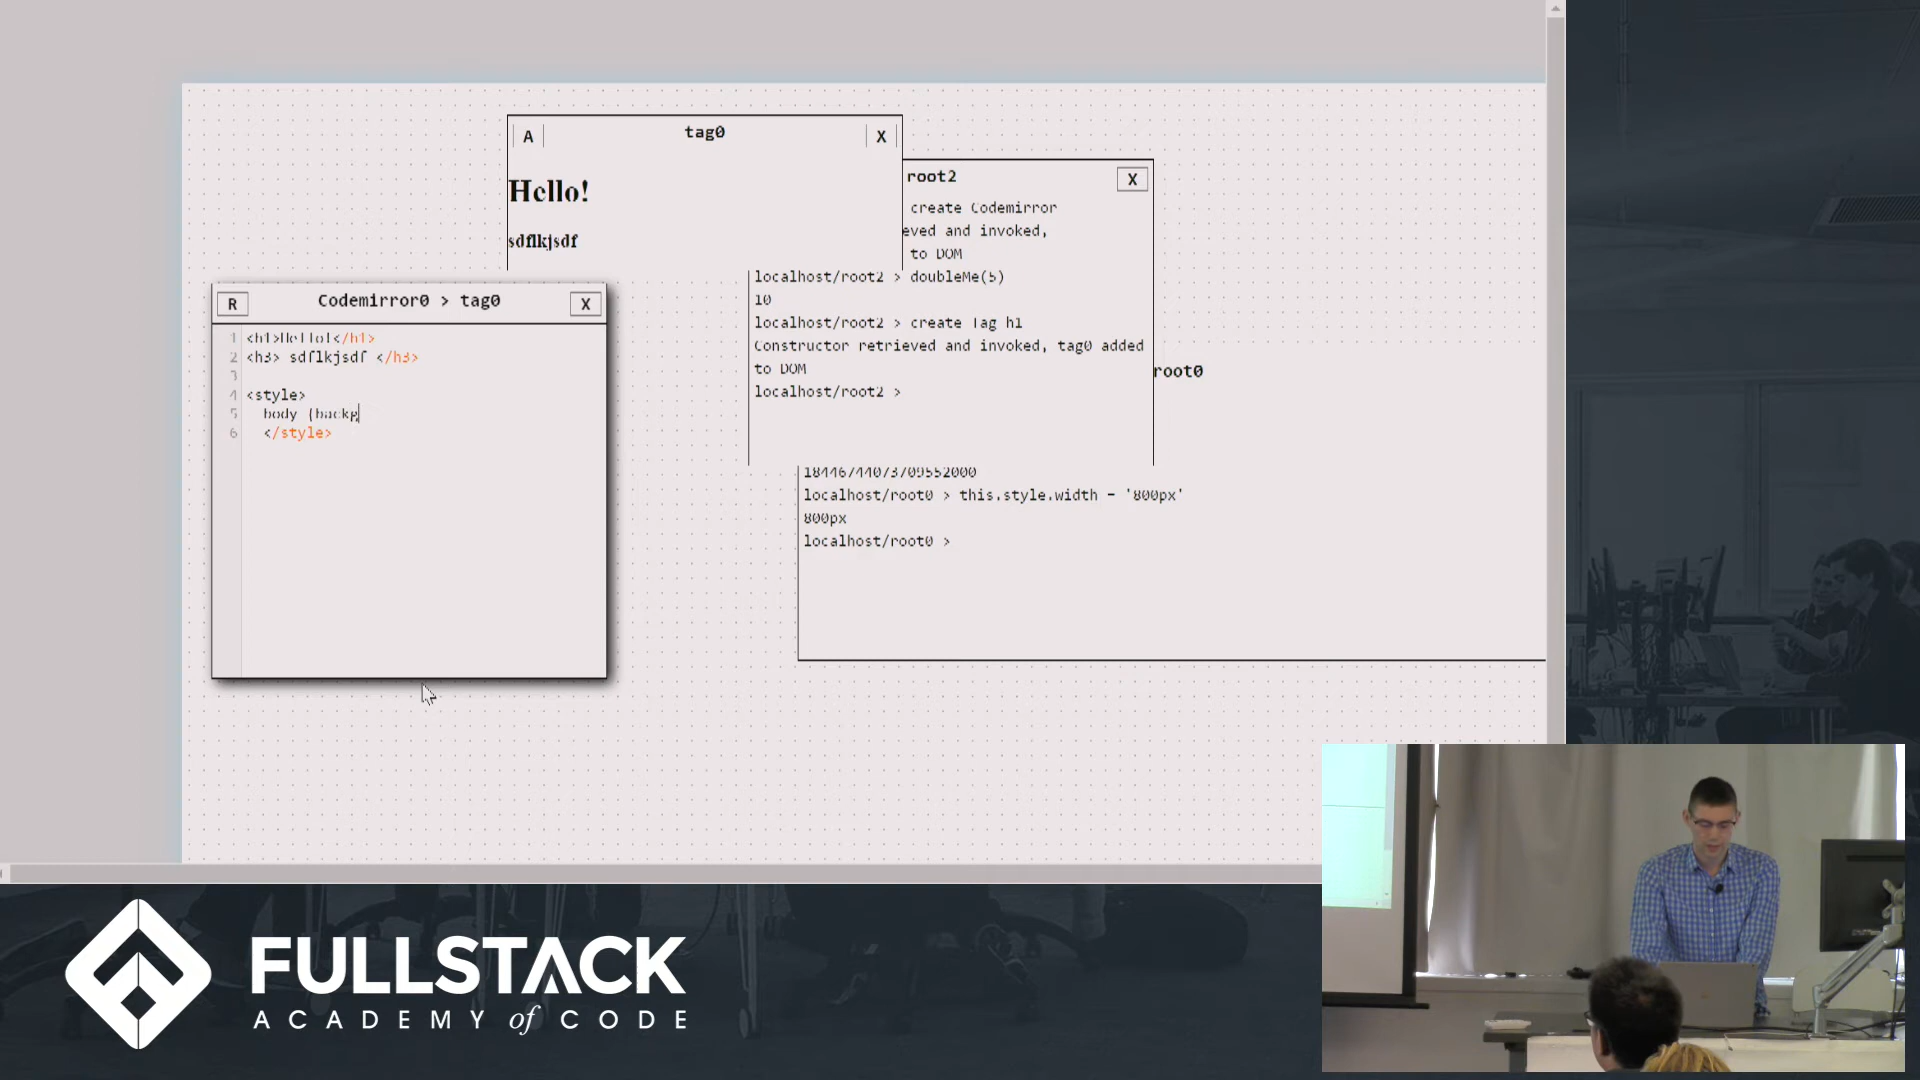 A tag0 X
Hello!
sdflkjsdf
root2 X
create Codemirror
eved and invoked,
to DOM
localhost/root2 > doubleMe(5)
10
localhost/root2 > create Tag h1
Constructor retrieved and invoked, tag0 added
to DOM
localhost/root2 >
R Codemirror0 > tag0 X
1 <h1>Hello!</h1>
2 <h3> sdflkjsdf </h3>
3
4 <style>
5 body {backg
6 </style>
root0
18446744073709552000
localhost/root0 > this.style.width = '800px'
800px
localhost/root0 >
FULLSTACK
ACADEMY of CODE